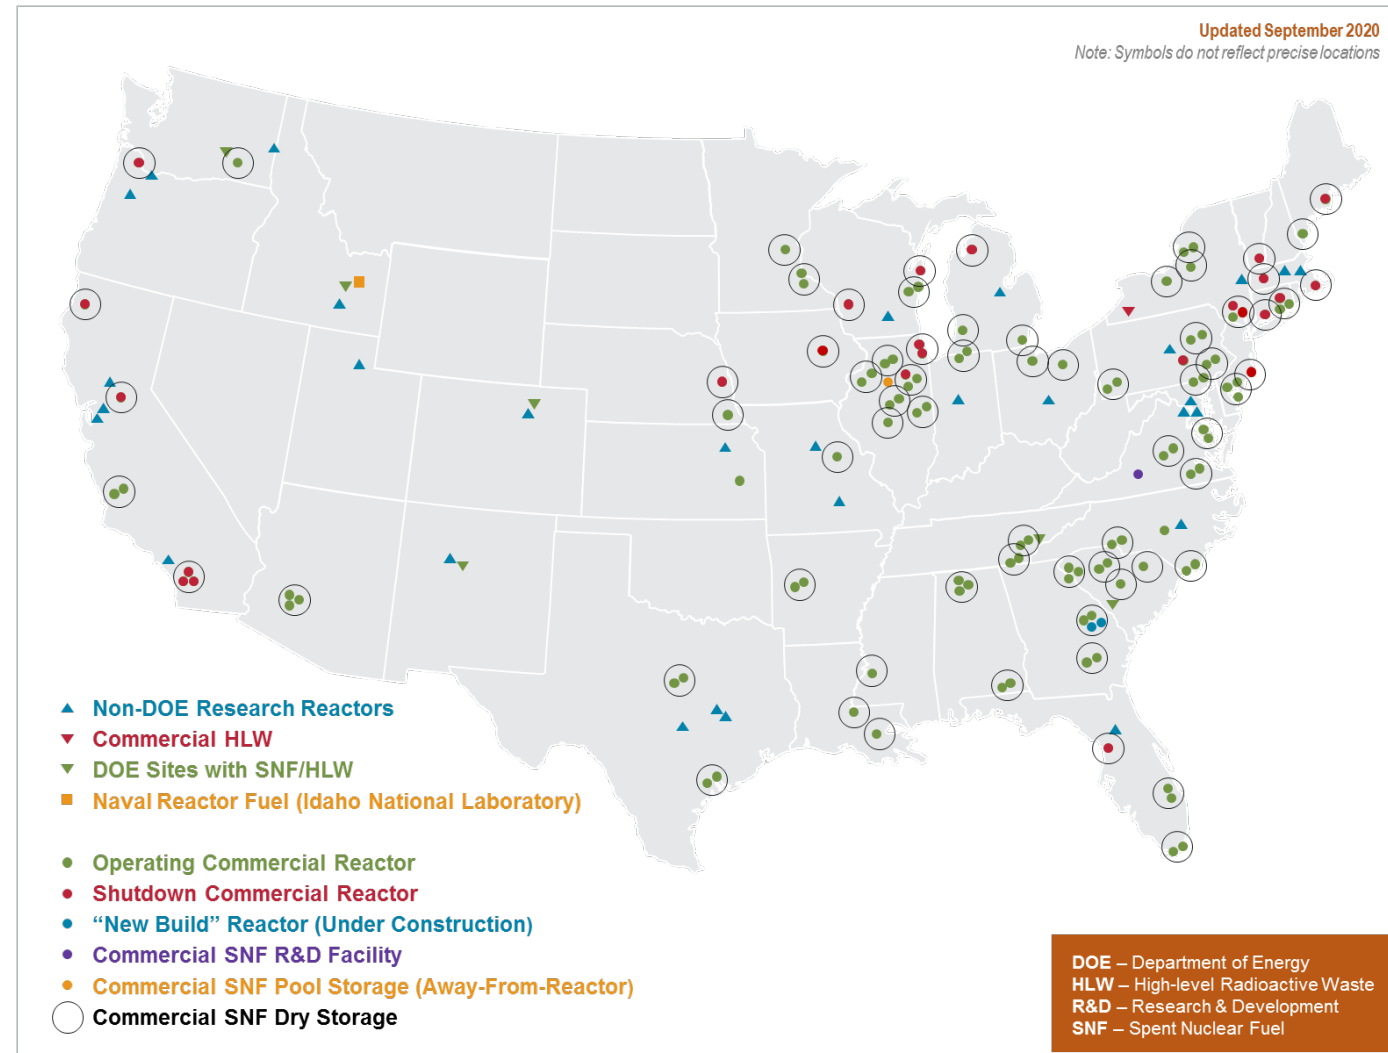 Updated September 2020
Note: Symbols do not reflect precise locations
Non-DOE Research Reactors
Commercial HLW
DOE Sites with SNF/HLW
Naval Reactor Fuel (Idaho National Laboratory)
Operating Commercial Reactor
Shutdown Commercial Reactor
“New Build” Reactor (Under Construction)
Commercial SNF R&D Facility
Commercial SNF Pool Storage (Away-From-Reactor)
Commercial SNF Dry Storage
DOE – Department of Energy
HLW – High-level Radioactive Waste
R&D – Research & Development
SNF – Spent Nuclear Fuel